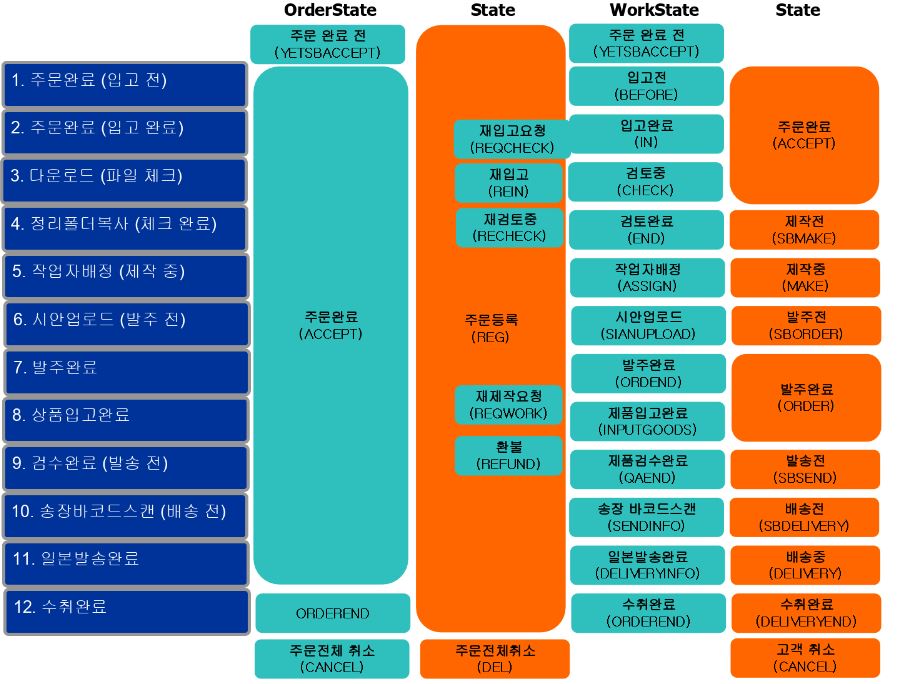 OrderState
State
WorkState
State
주문 완료 전
(YETSBACCEPT)
주문 완료 전
(YETSBACCEPT)
1. 주문완료 (입고 전)
입고전
(BEFORE)
2. 주문완료 (입고 완료)
재입고요청
(REQCHECK)
입고완료
(IN)
주문완료
(ACCEPT)
3. 다운로드 (파일 체크)
재입고
(REIN)
검토중
(CHECK)
4. 정리폴더복사 (체크 완료)
재검토중
(RECHECK)
검토완료
(END)
제작전
(SBMAKE)
5. 작업자배정 (제작 중)
작업자배정
(ASSIGN)
제작중
(MAKE)
6. 시안업로드 (발주 전)
주문완료
(ACCEPT)
주문등록
(REG)
시안업로드
(SIANUPLOAD)
발주전
(SBORDER)
7. 발주완료
발주완료
(ORDEND)
발주완료
(ORDER)
8. 상품입고완료
재제작요청
(REQWORK)
제품입고완료
(INPUTGOODS)
9. 검수완료 (발송 전)
환불
(REFUND)
제품검수완료
(QAEND)
발송전
(SBSEND)
10. 송장바코드스캔 (배송 전)
송장 바코드스캔
(SENDINFO)
배송전
(SBDELIVERY)
11. 일본발송완료
일본발송완료
(DELIVERYINFO)
배송중
(DELIVERY)
12. 수취완료
ORDEREND
수취완료
(ORDEREND)
수취완료
(DELIVERYEND)
주문전체 취소
(CANCEL)
주문전체취소
(DEL)
고객 취소
(CANCEL)